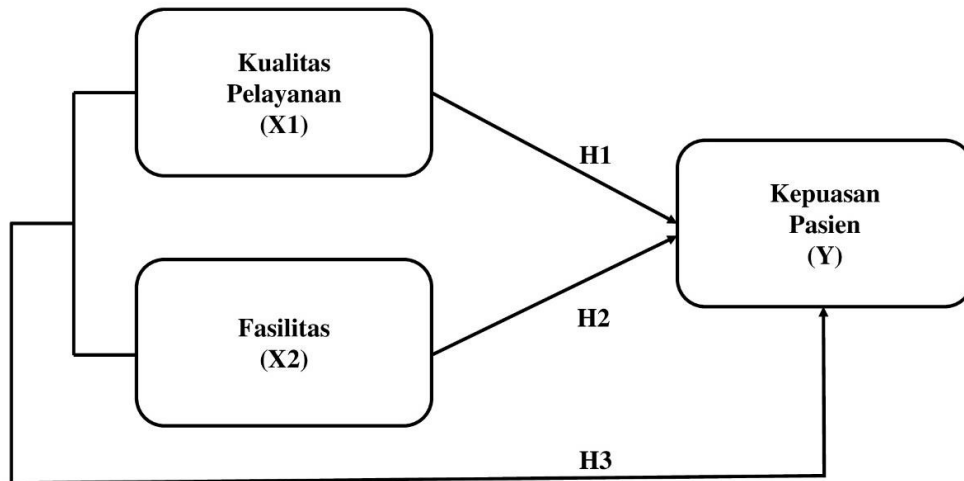 Kualitas
Pelayanan
(X1)
H1
Kepuasan
Pasien
(Y)
Fasilitas
(X2)
H2
H3